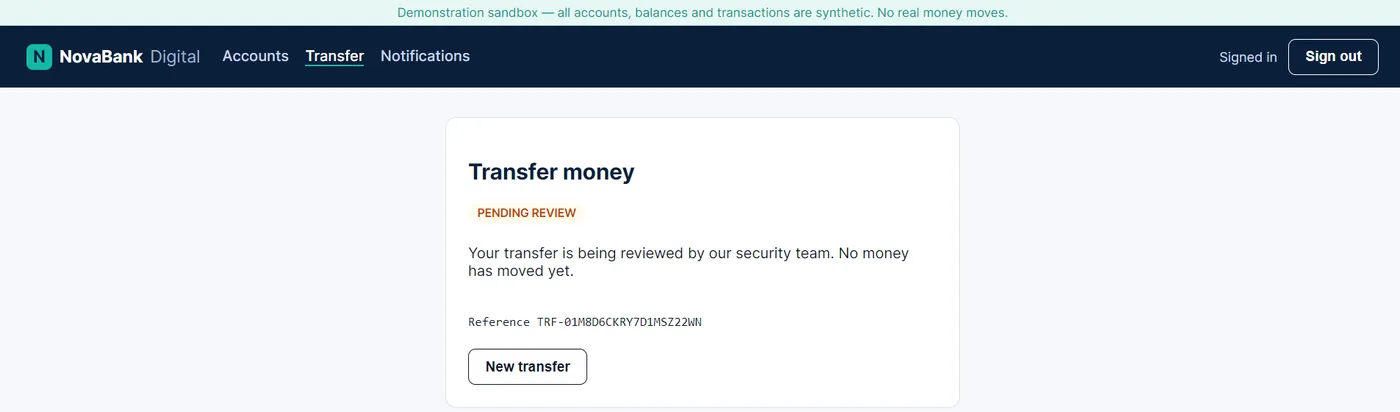 Demonstration sandbox — all accounts, balances and transactions are synthetic. No real money moves.
N NovaBank Digital Accounts Transfer Notifications Signed in Sign out
Transfer money
PENDING REVIEW
Your transfer is being reviewed by our security team. No money
has moved yet.
Reference TRF-01M8D6CKRY7D1MSZ22WN
New transfer